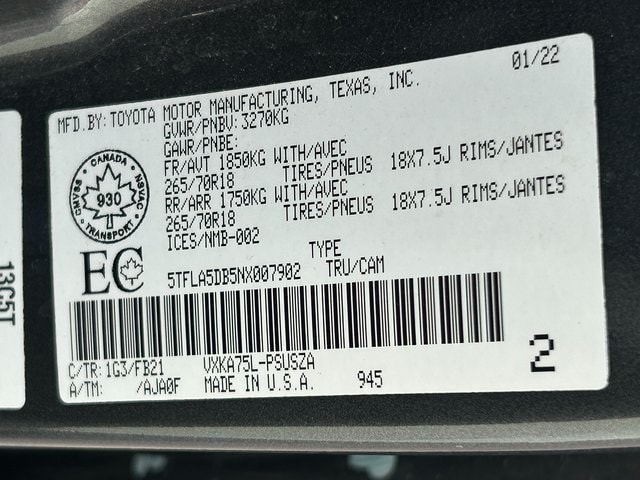 01/22
MFD.BY: TOYOTA MOTOR MANUFACTURING, TEXAS, INC.
GVWR/PNBV: 3270KG
GAWR/PNBE:
FR/AVT 1850KG WITH/AVEC
265/70R18 TIRES/PNEUS 18X7.5J RIMS/JANTES
RR/ARR 1750KG WITH/AVEC
265/70R18 TIRES/PNEUS 18X7.5J RIMS/JANTES
ICES/NMB-002
CANADA
930
TRANSPORT
EC
TYPE
5TFLA5DB5NX007902 TRU/CAM
C/TR: 1G3/FB21 VXKA75L-PSUSZA
A/TM: /AJA0F MADE IN U.S.A. 945
2
13C5T